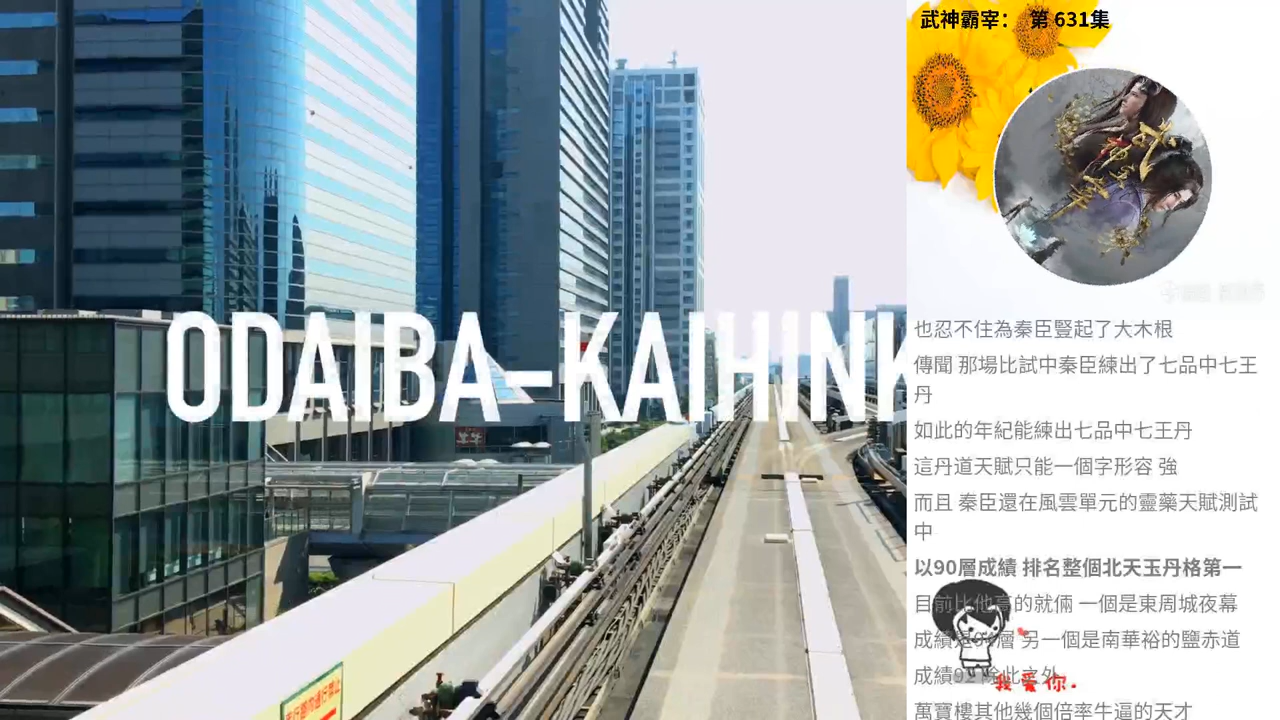 武神霸宰： 第 631集
ODAIBA-KAIHINK
也忍不住為秦臣豎起了大木根
傳聞 那場比試中秦臣練出了七品中七王
丹
如此的年紀能練出七品中七王丹
這丹道天賦只能一個字形容 強
而且 秦臣還在風雲單元的靈藥天賦測試
中
以90層成績 排名整個北天玉丹格第一
目前比他高的就倆 一個是東周城夜幕
成績是 層 另一個是南華裕的鹽赤道
成績9 除此之外
我爱你.
萬寶樓其他幾個倍率牛逼的天才